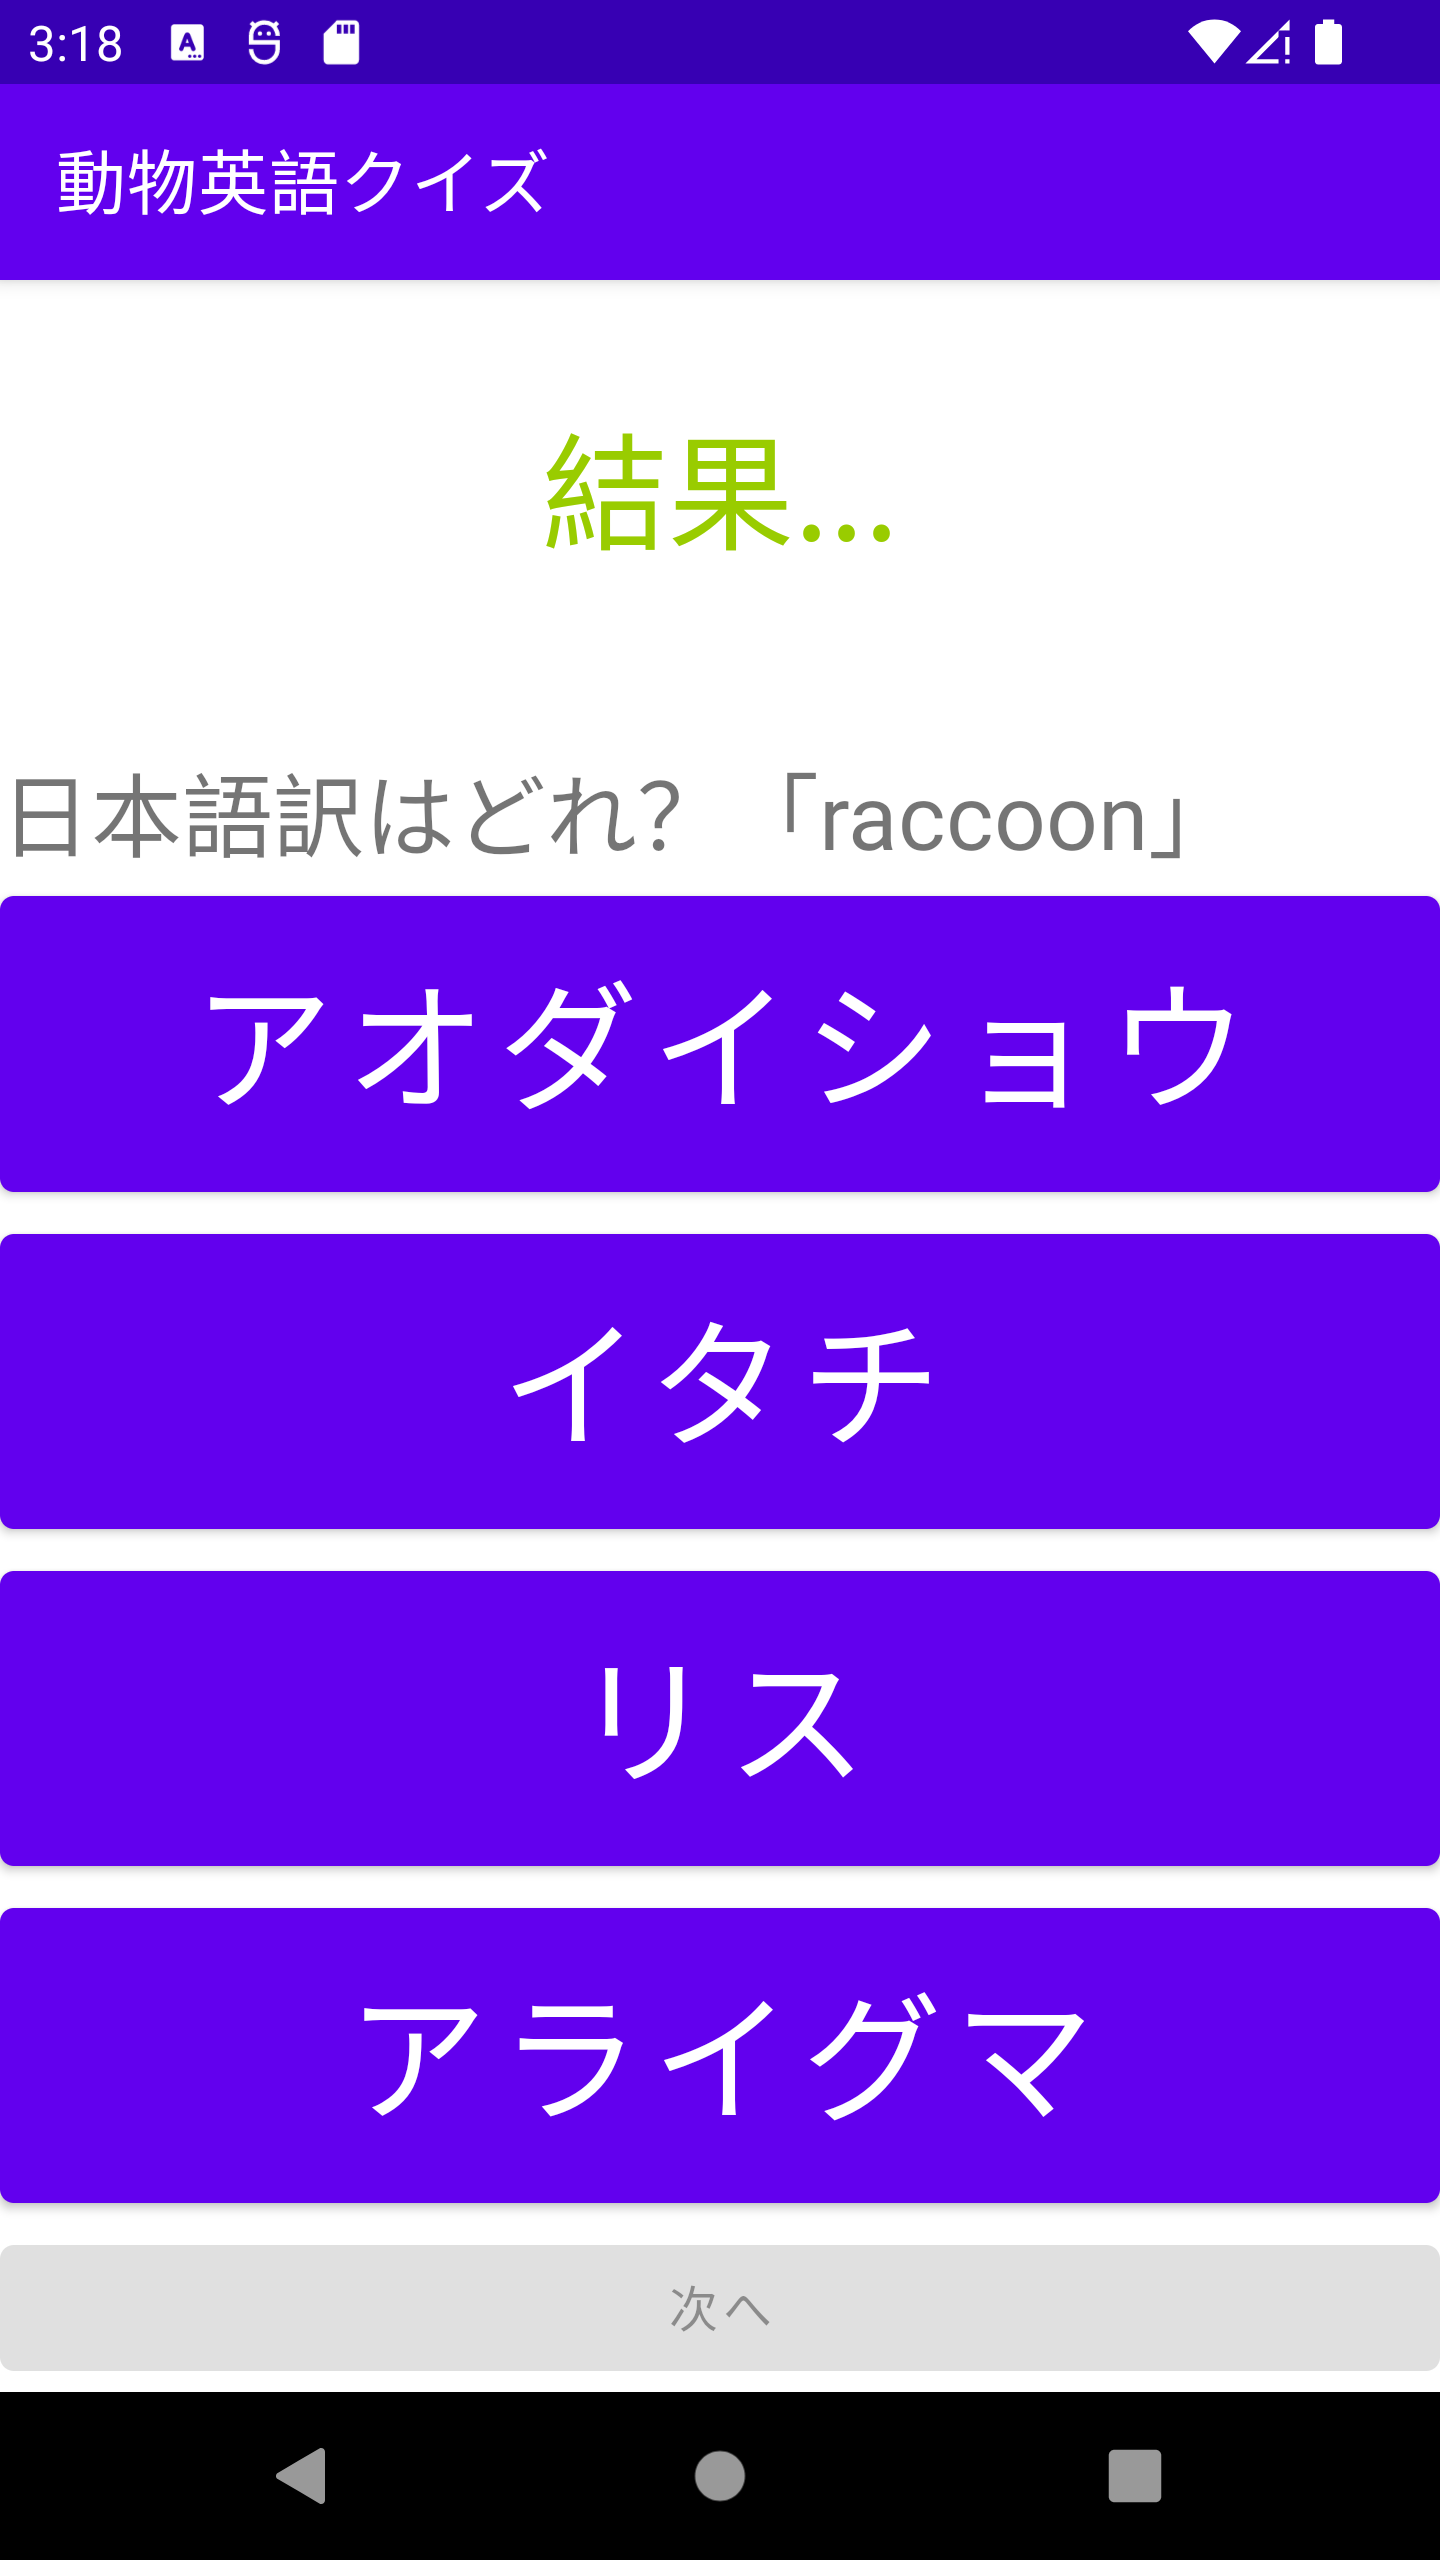 3:18
動物英語クイズ
結果...
日本語訳はどれ？「raccoon」
アオダイショウ
イタチ
リス
アライグマ
次へ